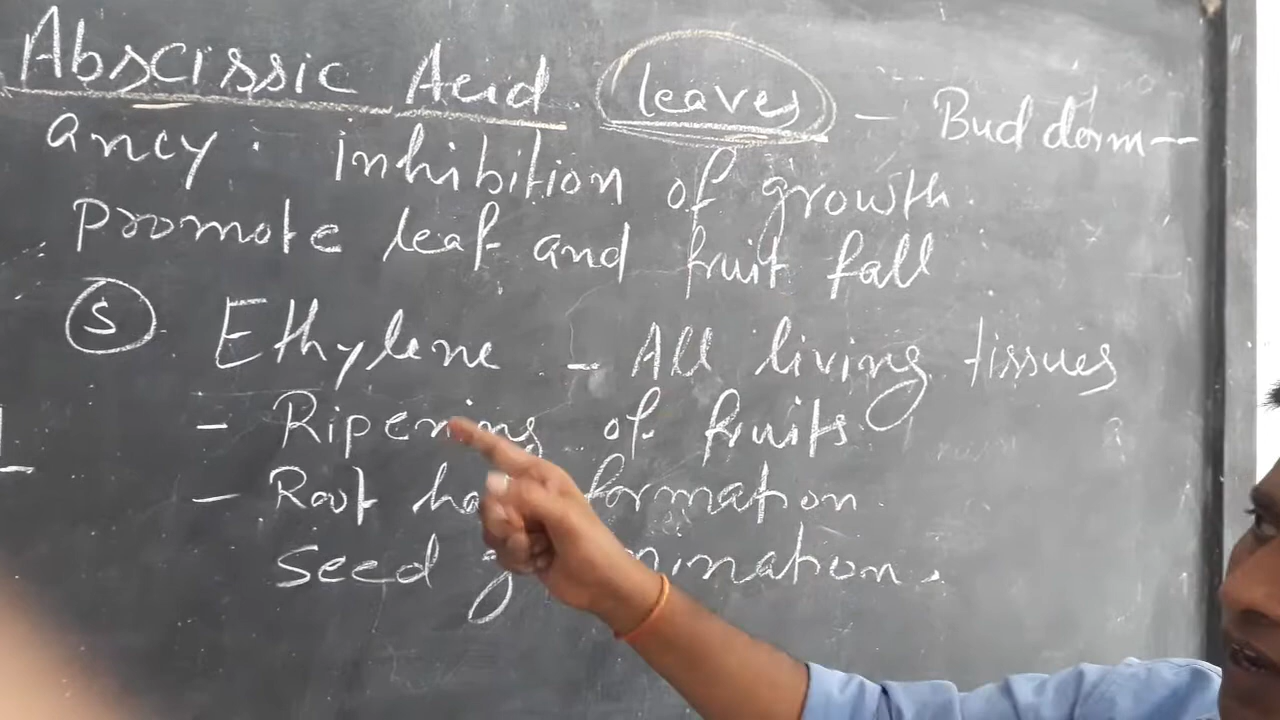 Abscissic Acid. leaves - Bud dorm-
ancy. inhibition of growth.
Promote leaf and fruit fall
5 Ethylene - All living tissues
- Ripening of fruits
- Root formation.
seed